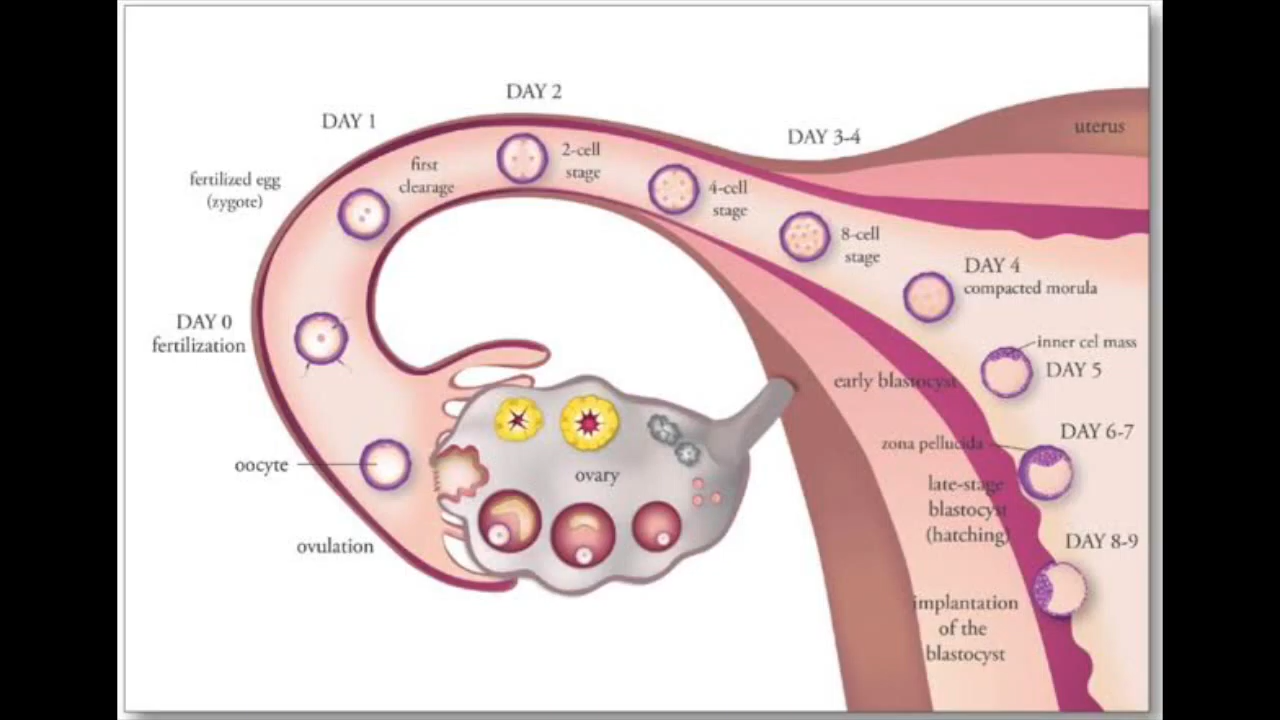 DAY 2
DAY 1
DAY 3-4
uterus
fertilized egg
(zygote)
first
clearage
2-cell
stage
4-cell
stage
8-cell
stage
DAY 4
compacted morula
DAY 0
fertilization
inner cel mass
DAY 5
early blastocyst
DAY 6-7
zona pellucida
oocyte
ovary
late-stage
blastocyst
(hatching)
ovulation
DAY 8-9
implantation
of the
blastocyst